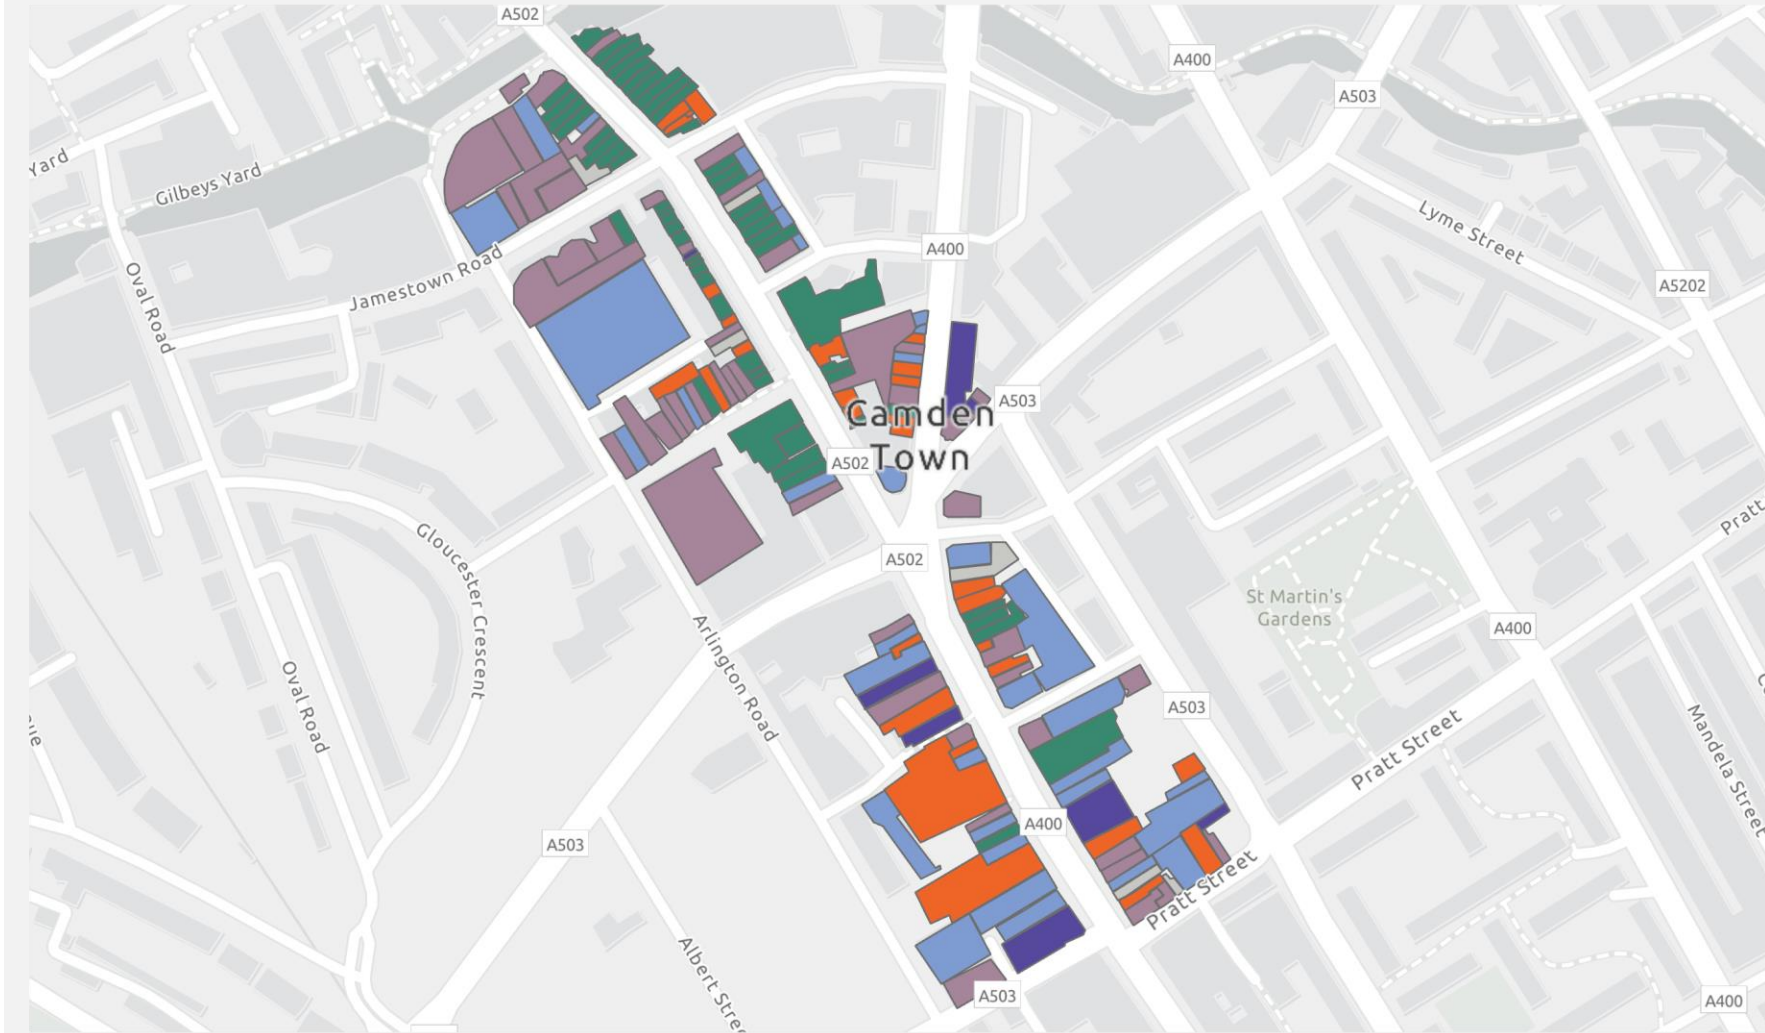 A502
A400
A503
Yard
Gilbeys Yard
Lyme Street
A400
Oval Road
Jamestown Road
A5202
A503
Camden
Town
A502
Pratt
Gloucester Crescent
A502
St Martin's
Gardens
A400
Arlington Road
Oval Road
A503
Mandela Street
Pratt Street
A400
A503
Pratt Street
Albert Stree
A503
A400